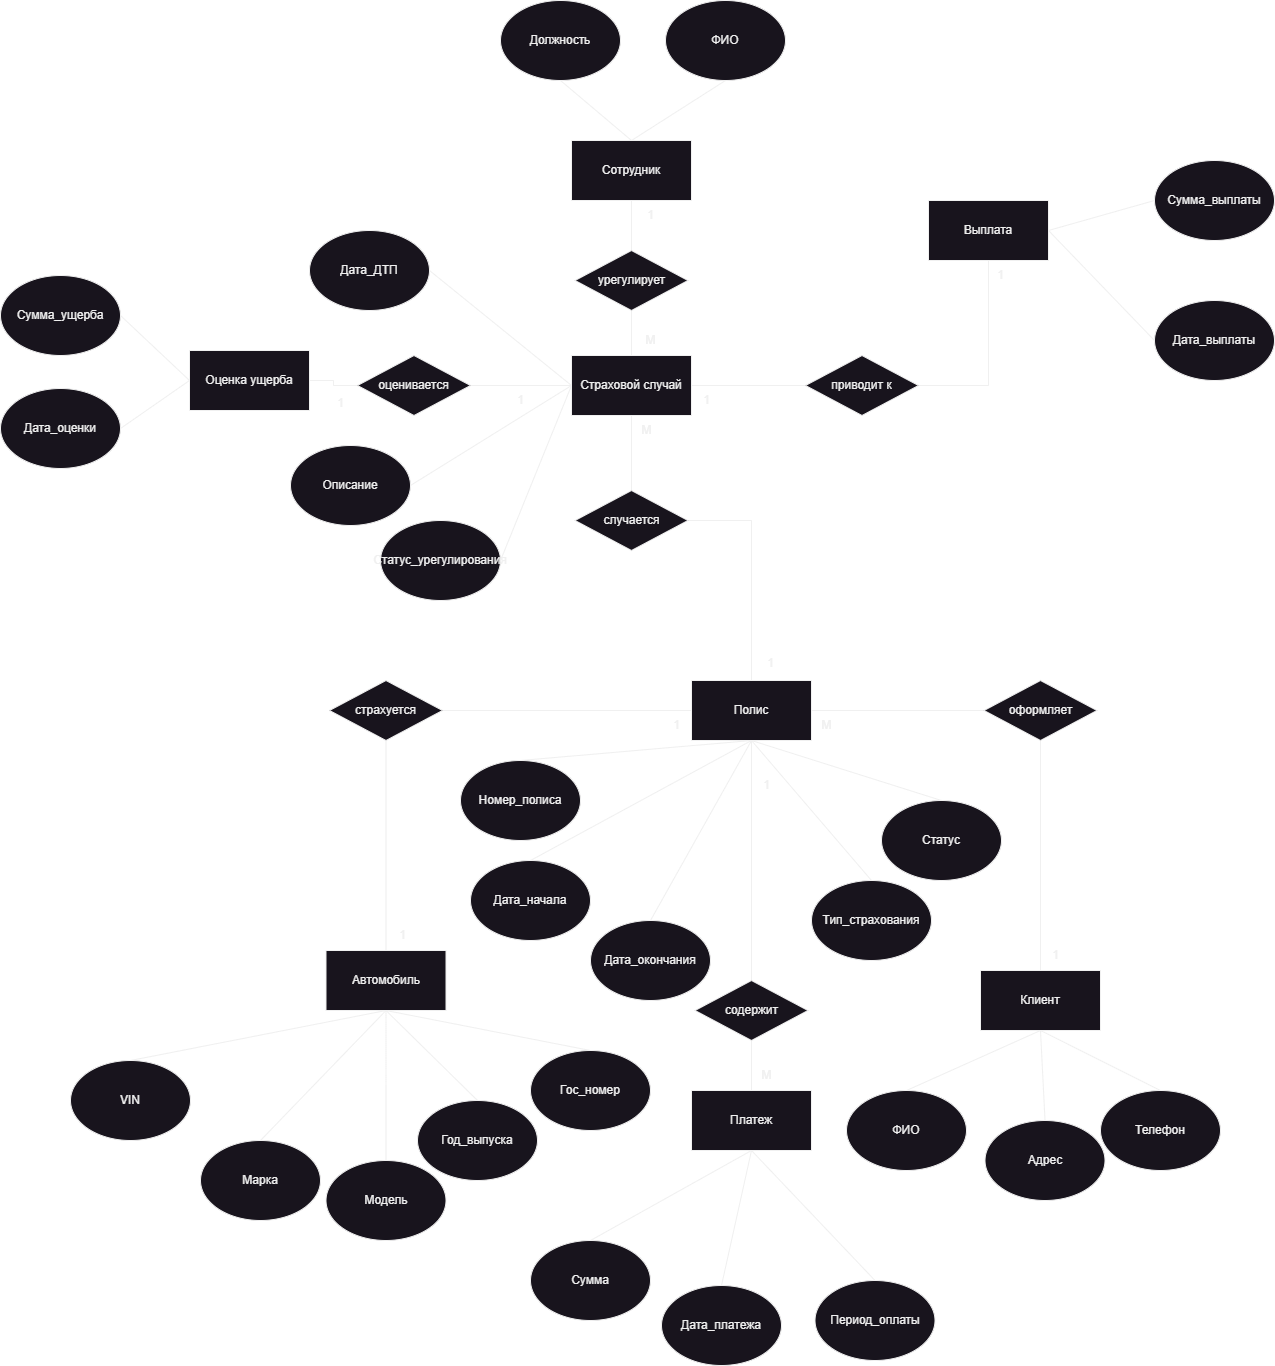 Должность
ФИО
Сотрудник
1
Выплата
Сумма_выплаты
Дата_ДТП
урегулирует
1
Сумма_ущерба
М
Дата_выплаты
Оценка ущерба
оценивается
Страховой случай
приводит к
1
1
1
Дата_оценки
М
Описание
случается
Статус_урегулирования
1
страхуется
Полис
оформляет
1
М
Номер_полиса
1
Статус
Дата_начала
Тип_страхования
1
Дата_окончания
1
Автомобиль
Клиент
содержит
М
Гос_номер
VIN
Платеж
ФИО
Телефон
Год_выпуска
Адрес
Марка
Модель
Сумма
Дата_платежа
Период_оплаты